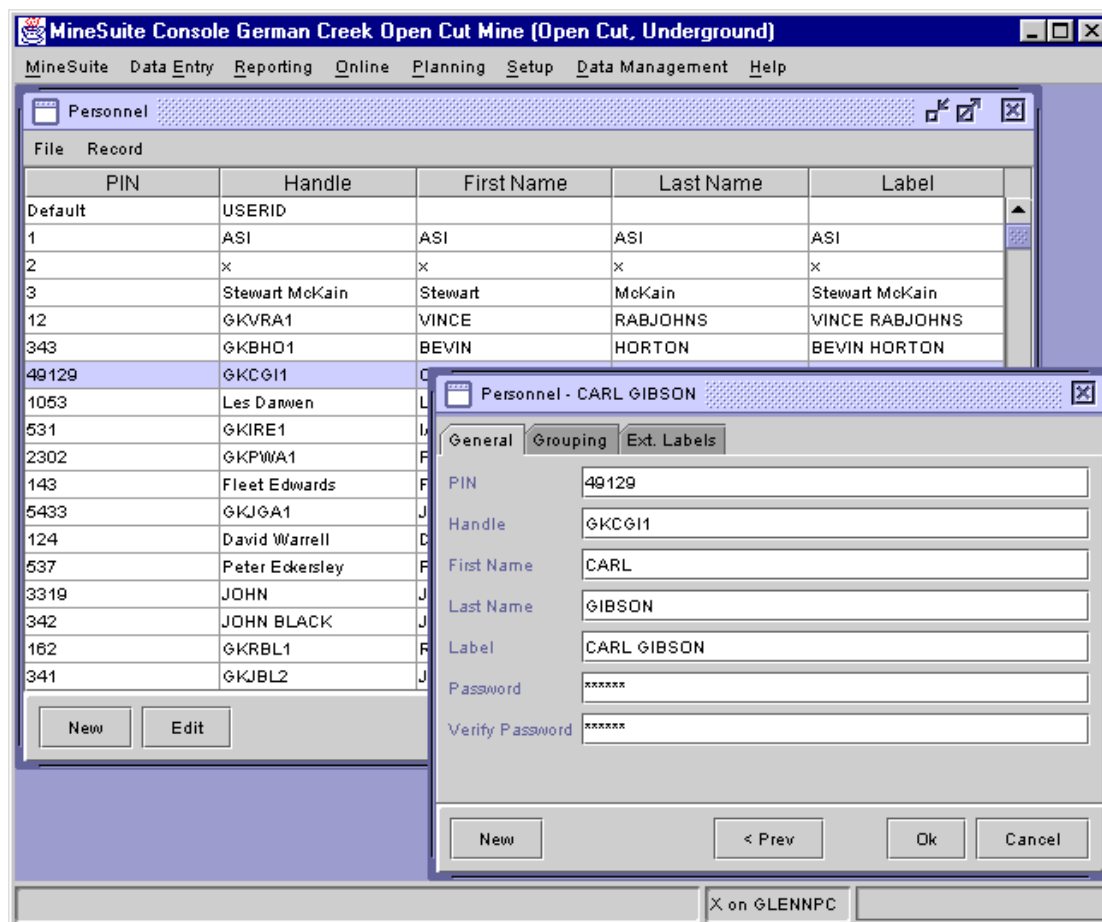 MineSuite Console German Creek Open Cut Mine (Open Cut, Underground)
MineSuite Data Entry Reporting Online Planning Setup Data Management Help
Personnel
File Record
PIN Handle First Name Last Name Label
Default USERID
1 ASI ASI ASI ASI
2 x x x x
3 Stewart McKain Stewart McKain Stewart McKain
12 GKVRA1 VINCE RABJOHNS VINCE RABJOHNS
343 GKBHO1 BEVIN HORTON BEVIN HORTON
49129 GKCGI1
1053 Les Darwen
531 GKIRE1
2302 GKPWA1
143 Fleet Edwards
5433 GKJGA1
124 David Warrell
537 Peter Eckersley
3319 JOHN
342 JOHN BLACK
162 GKRBL1
341 GKJBL2
New Edit
Personnel - CARL GIBSON
General Grouping Ext. Labels
PIN 49129
Handle GKCGI1
First Name CARL
Last Name GIBSON
Label CARL GIBSON
Password ******
Verify Password ******
New < Prev Ok Cancel
X on GLENNPC